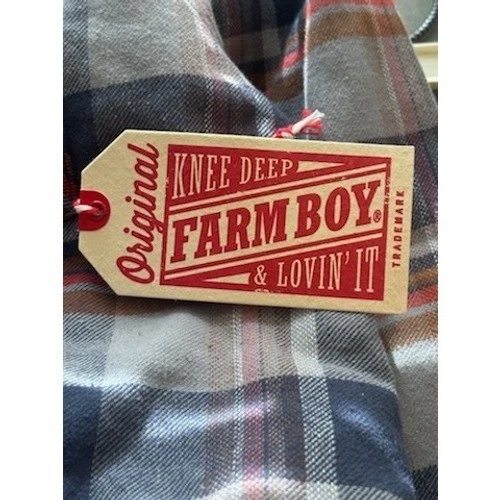 Original
KNEE DEEP
FARM BOY®
& LOVIN' IT
TRADEMARK